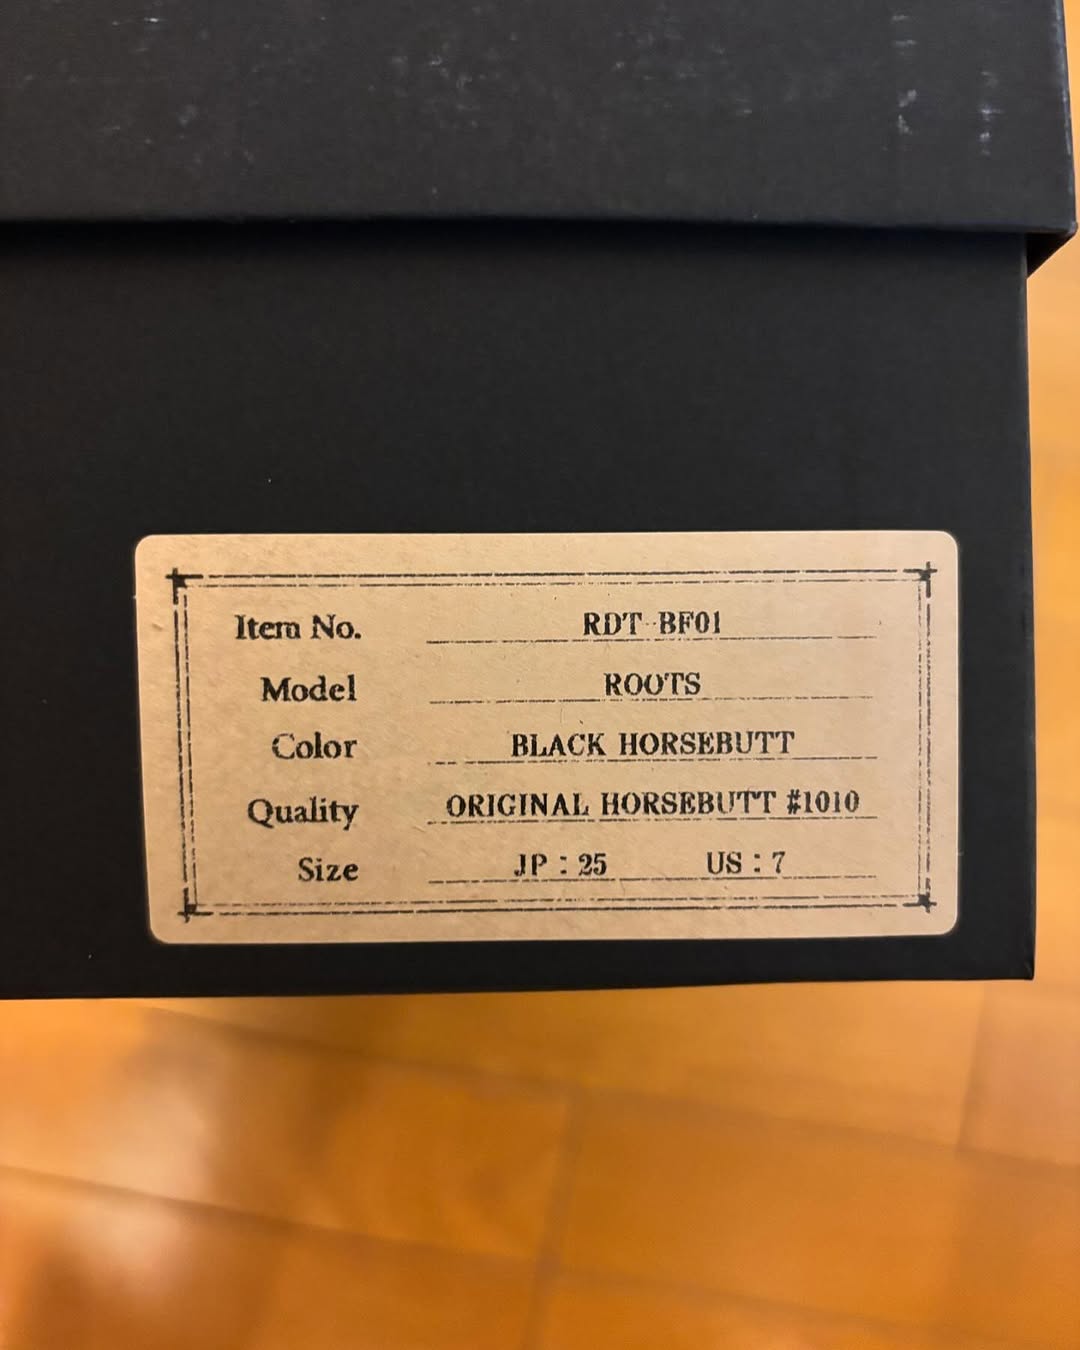 Item No. RDT-BF01
Model ROOTS
Color BLACK HORSEBUTT
Quality ORIGINAL HORSEBUTT #1010
Size JP : 25 US : 7